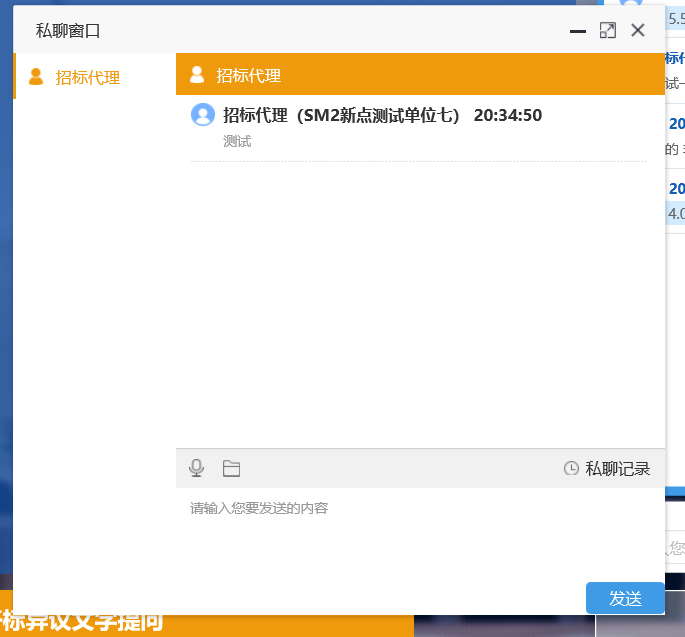 私聊窗口
招标代理
招标代理
招标代理（SM2新点测试单位七） 20:34:50
测试
私聊记录
请输入您要发送的内容
发送
标异议文字提问
5.5
20
的
20
4.0
您